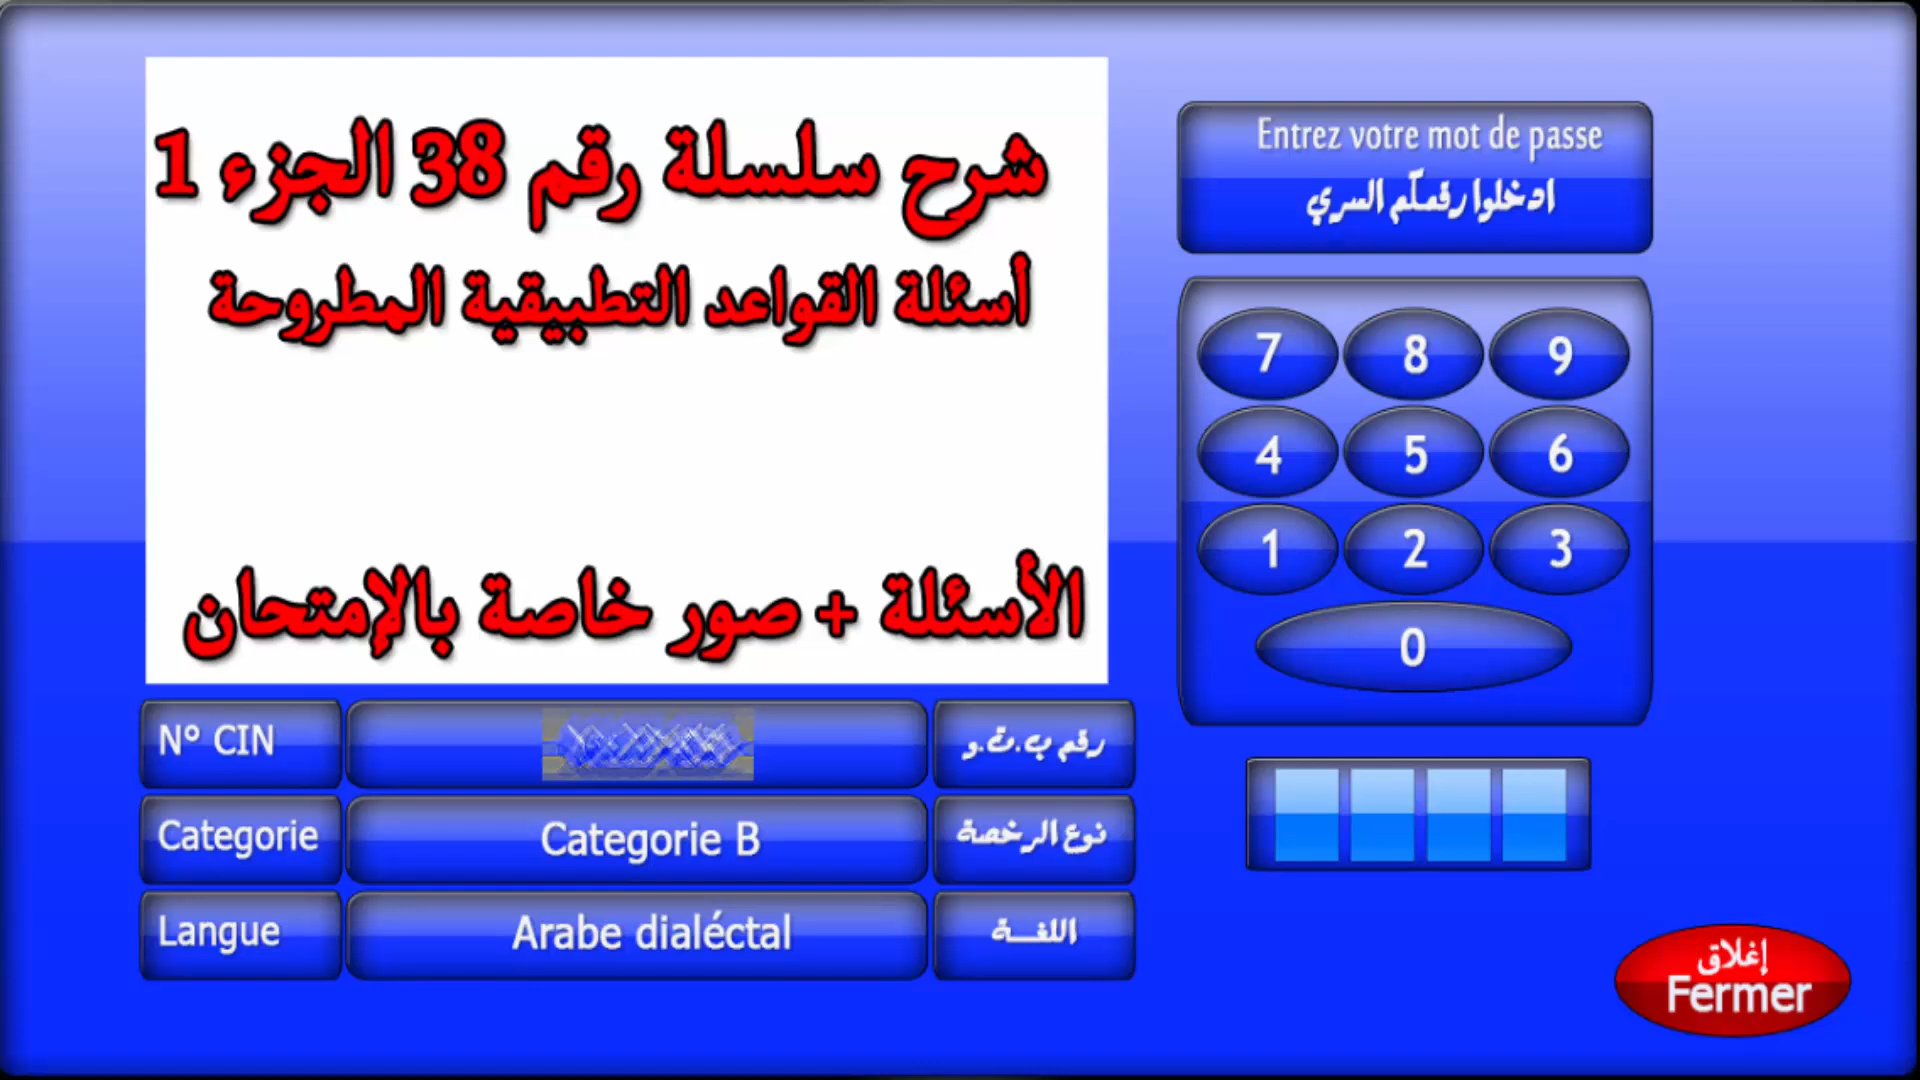 شرح سلسلة رقم 38 الجزء 1
أسئلة القواعد التطبيقية المطروحة
الأسئلة + صور خاصة بالإمتحان
Entrez votre mot de passe
ادخلوا رقمكم السري
7 8 9
4 5 6
1 2 3
0
N° CIN رقم ب.ت.و
Categorie Categorie B نوع الرخصة
Langue Arabe dialéctal اللغـــة
إغلاق
Fermer